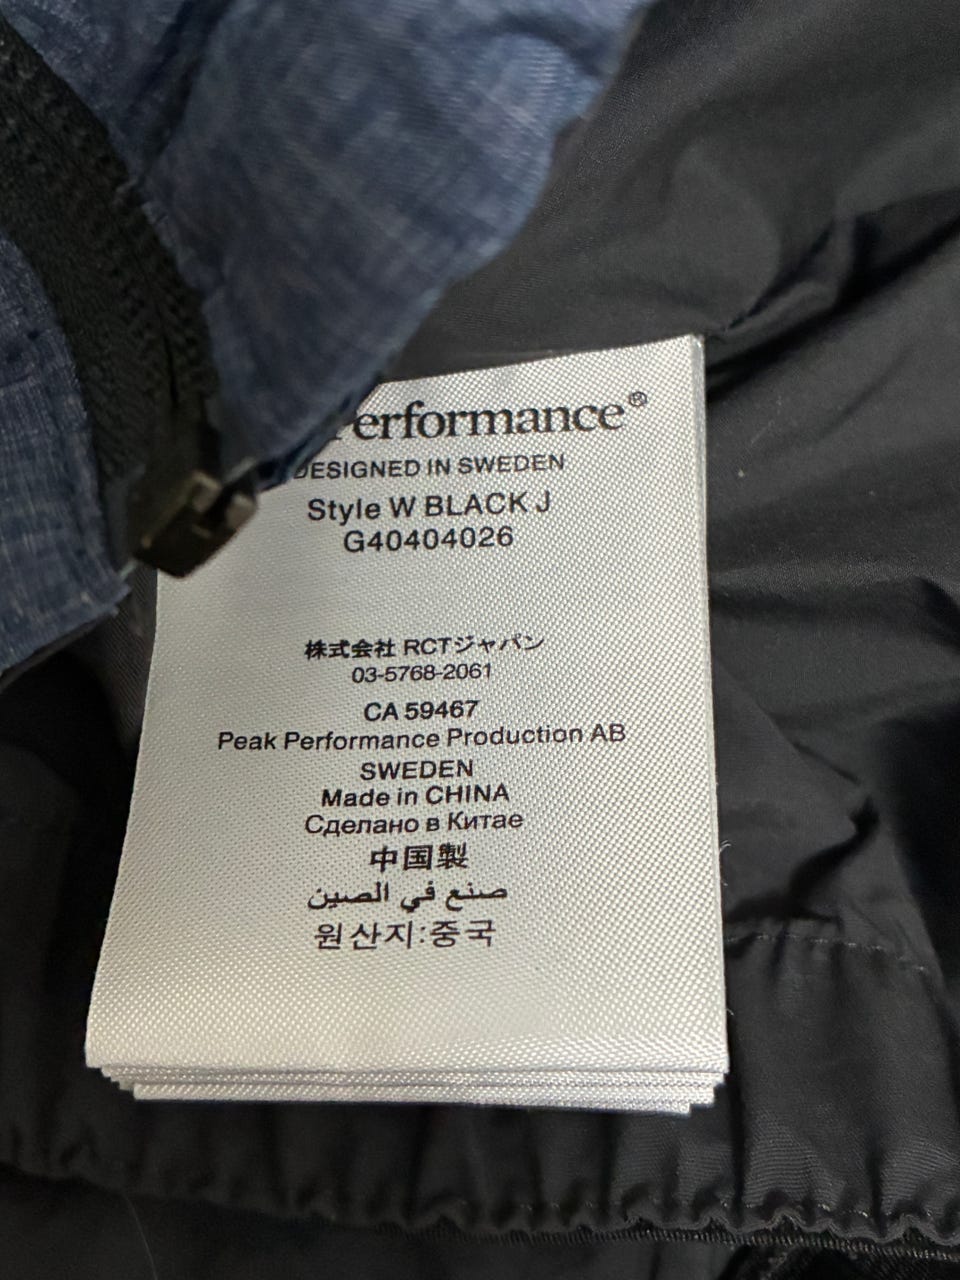 Performance®
DESIGNED IN SWEDEN
Style W BLACK J
G40404026
株式会社 RCTジャパン
03-5768-2061
CA 59467
Peak Performance Production AB
SWEDEN
Made in CHINA
Сделано в Китае
中国製
صنع في الصين
원산지:중국